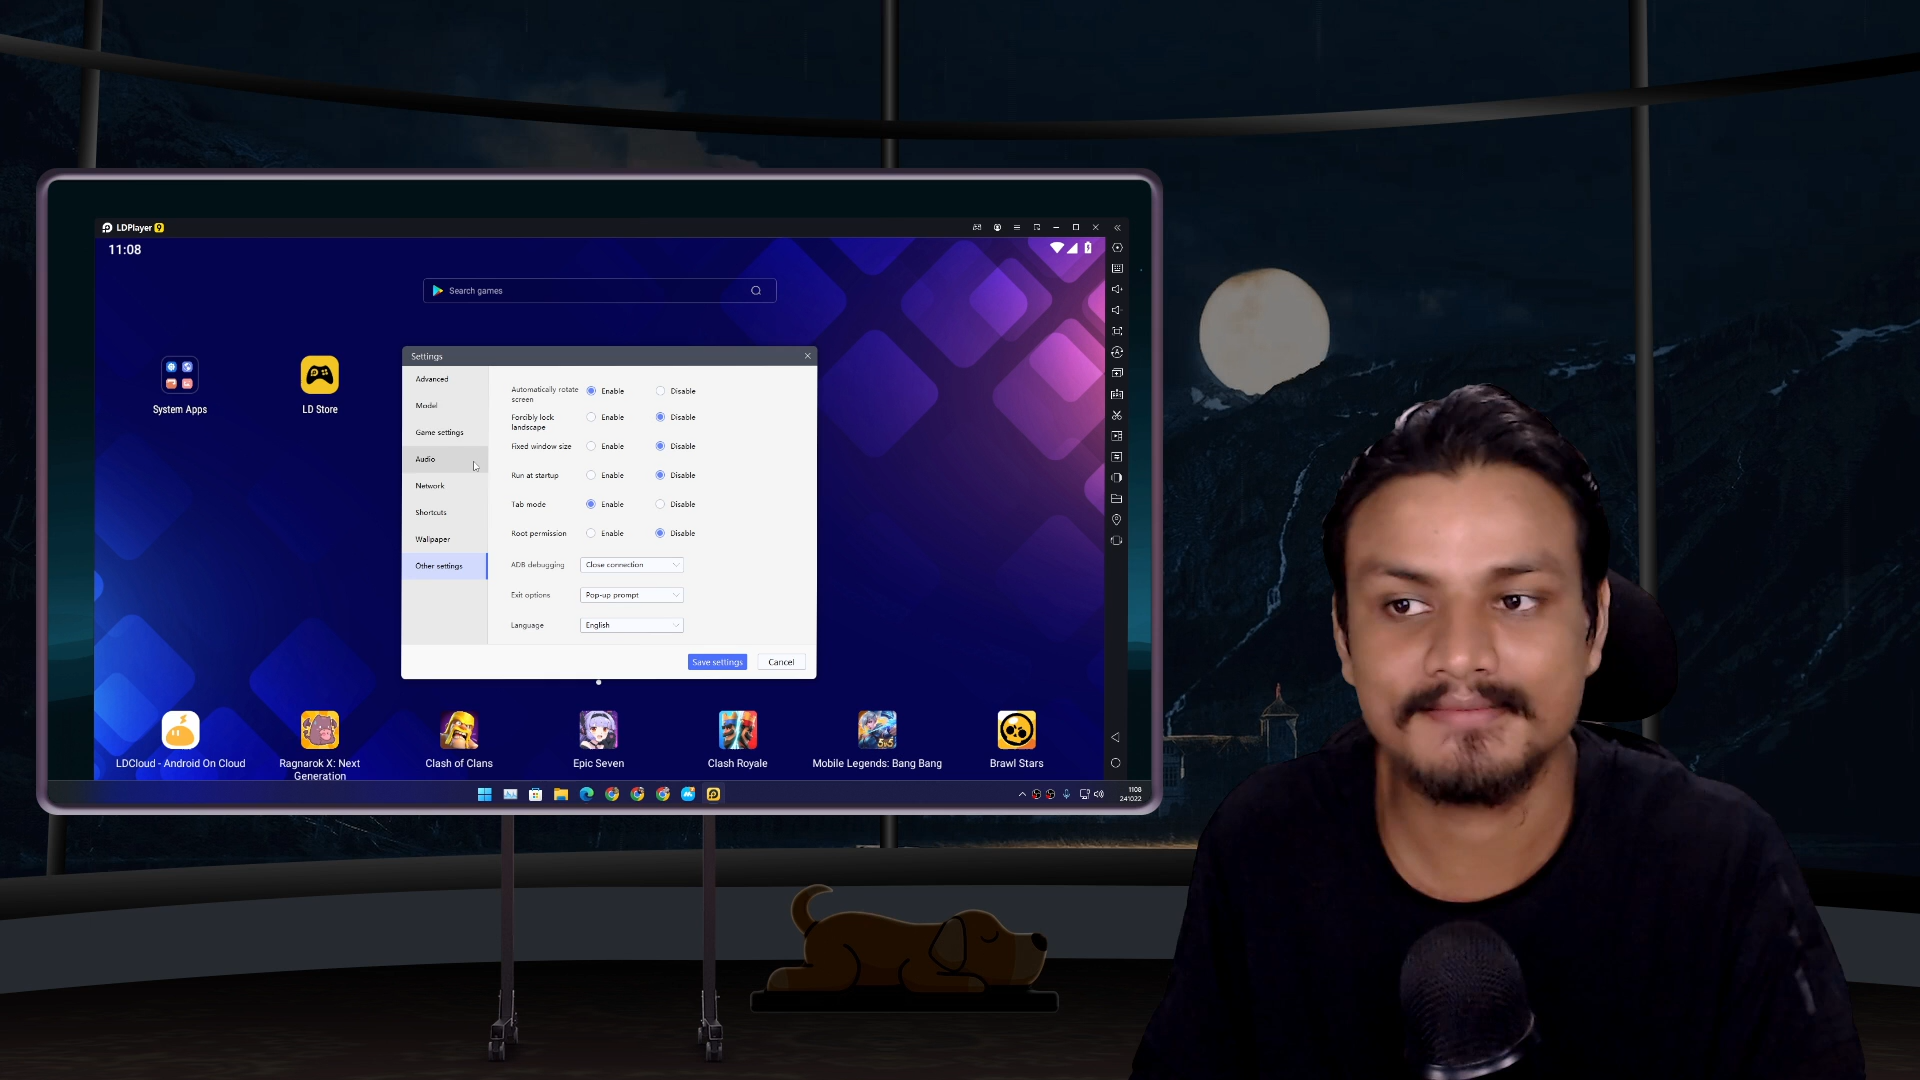 LDPlayer 9
11:08
Search games
System Apps
LD Store
Settings
Advanced
Model
Game settings
Audio
Network
Shortcuts
Wallpaper
Other settings
Automatically rotate
screen
Enable
Disable
Forcibly lock
landscape
Enable
Disable
Fixed window size
Enable
Disable
Run at startup
Enable
Disable
Tab mode
Enable
Disable
Root permission
Enable
Disable
ADB debugging
Close connection
Exit options
Pop-up prompt
Language
English
Save settings
Cancel
LDCloud - Android On Cloud
Ragnarok X: Next
Generation
Clash of Clans
Epic Seven
Clash Royale
5v5
Mobile Legends: Bang Bang
Brawl Stars
1108
241022